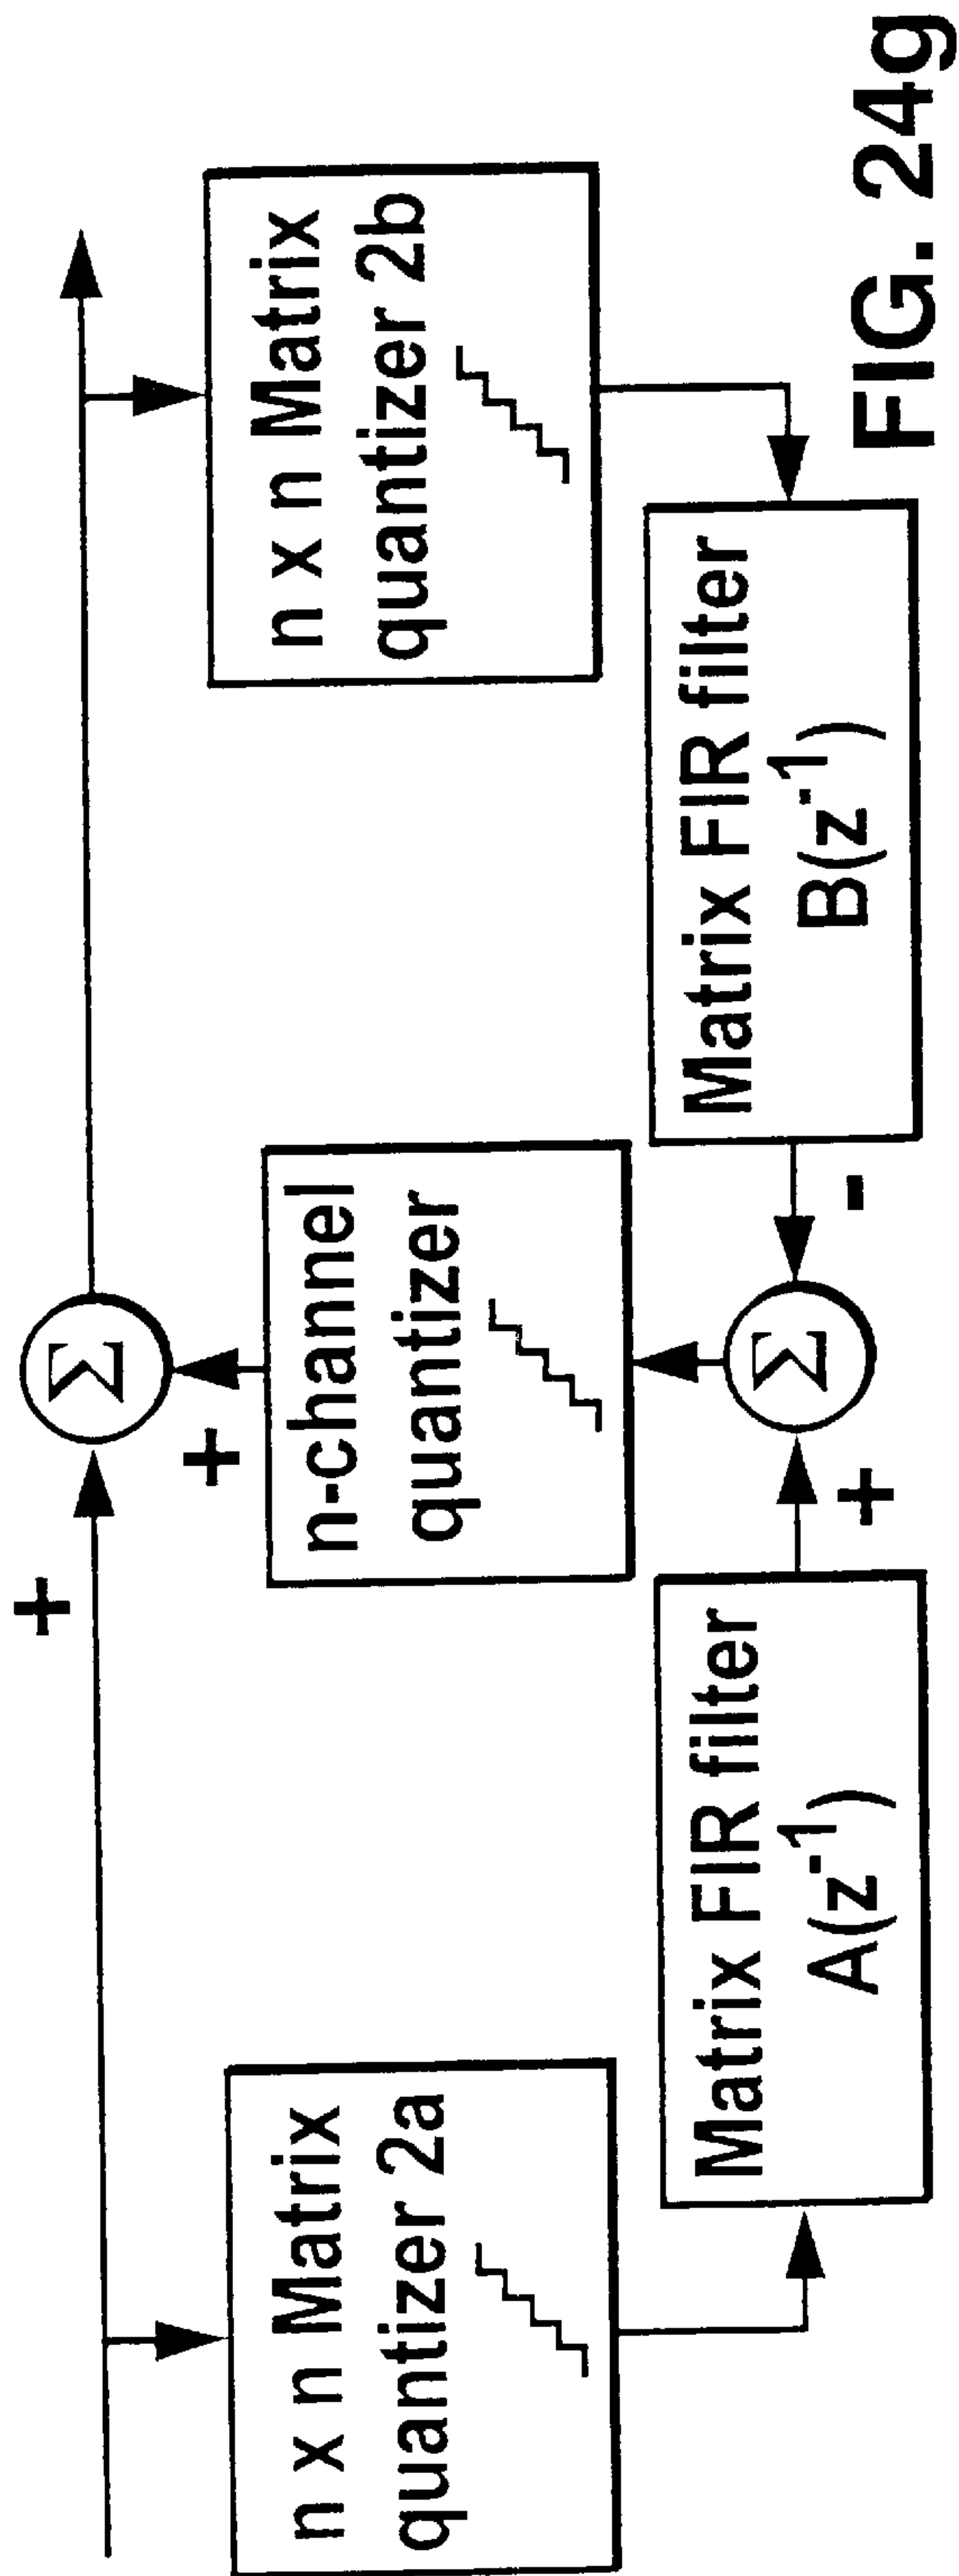 +
Σ
n x n Matrix
quantizer 2a
+
n-channel
quantizer
n x n Matrix
quantizer 2b
Matrix FIR filter
A(z⁻¹)
+
Σ
-
Matrix FIR filter
B(z⁻¹)
FIG. 24g